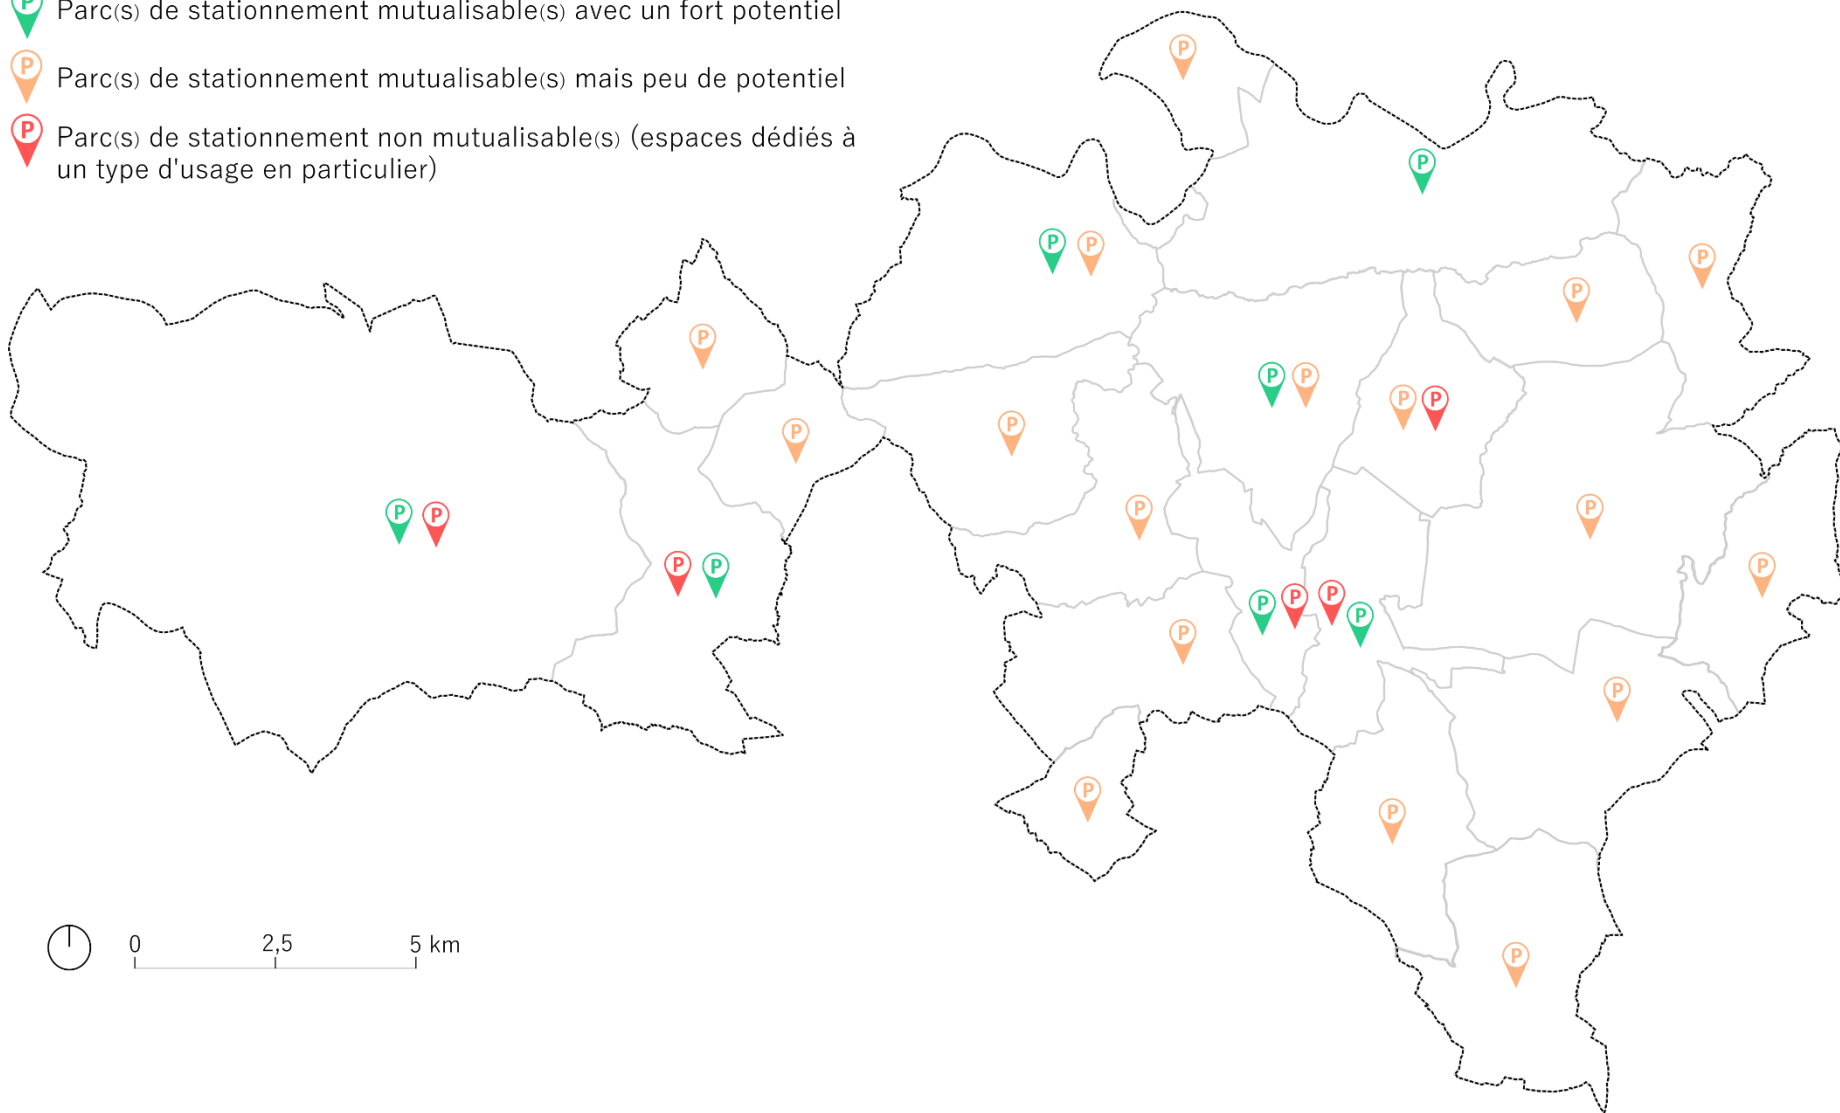 P Parc(s) de stationnement mutualisable(s) avec un fort potentiel
P Parc(s) de stationnement mutualisable(s) mais peu de potentiel
P Parc(s) de stationnement non mutualisable(s) (espaces dédiés à
un type d'usage en particulier)
P
P
P P
P
P
P
P
P P
P P
P
P
P P
P
P
P
P P
P P P P
P
P
P
P
P
0 2,5 5 km